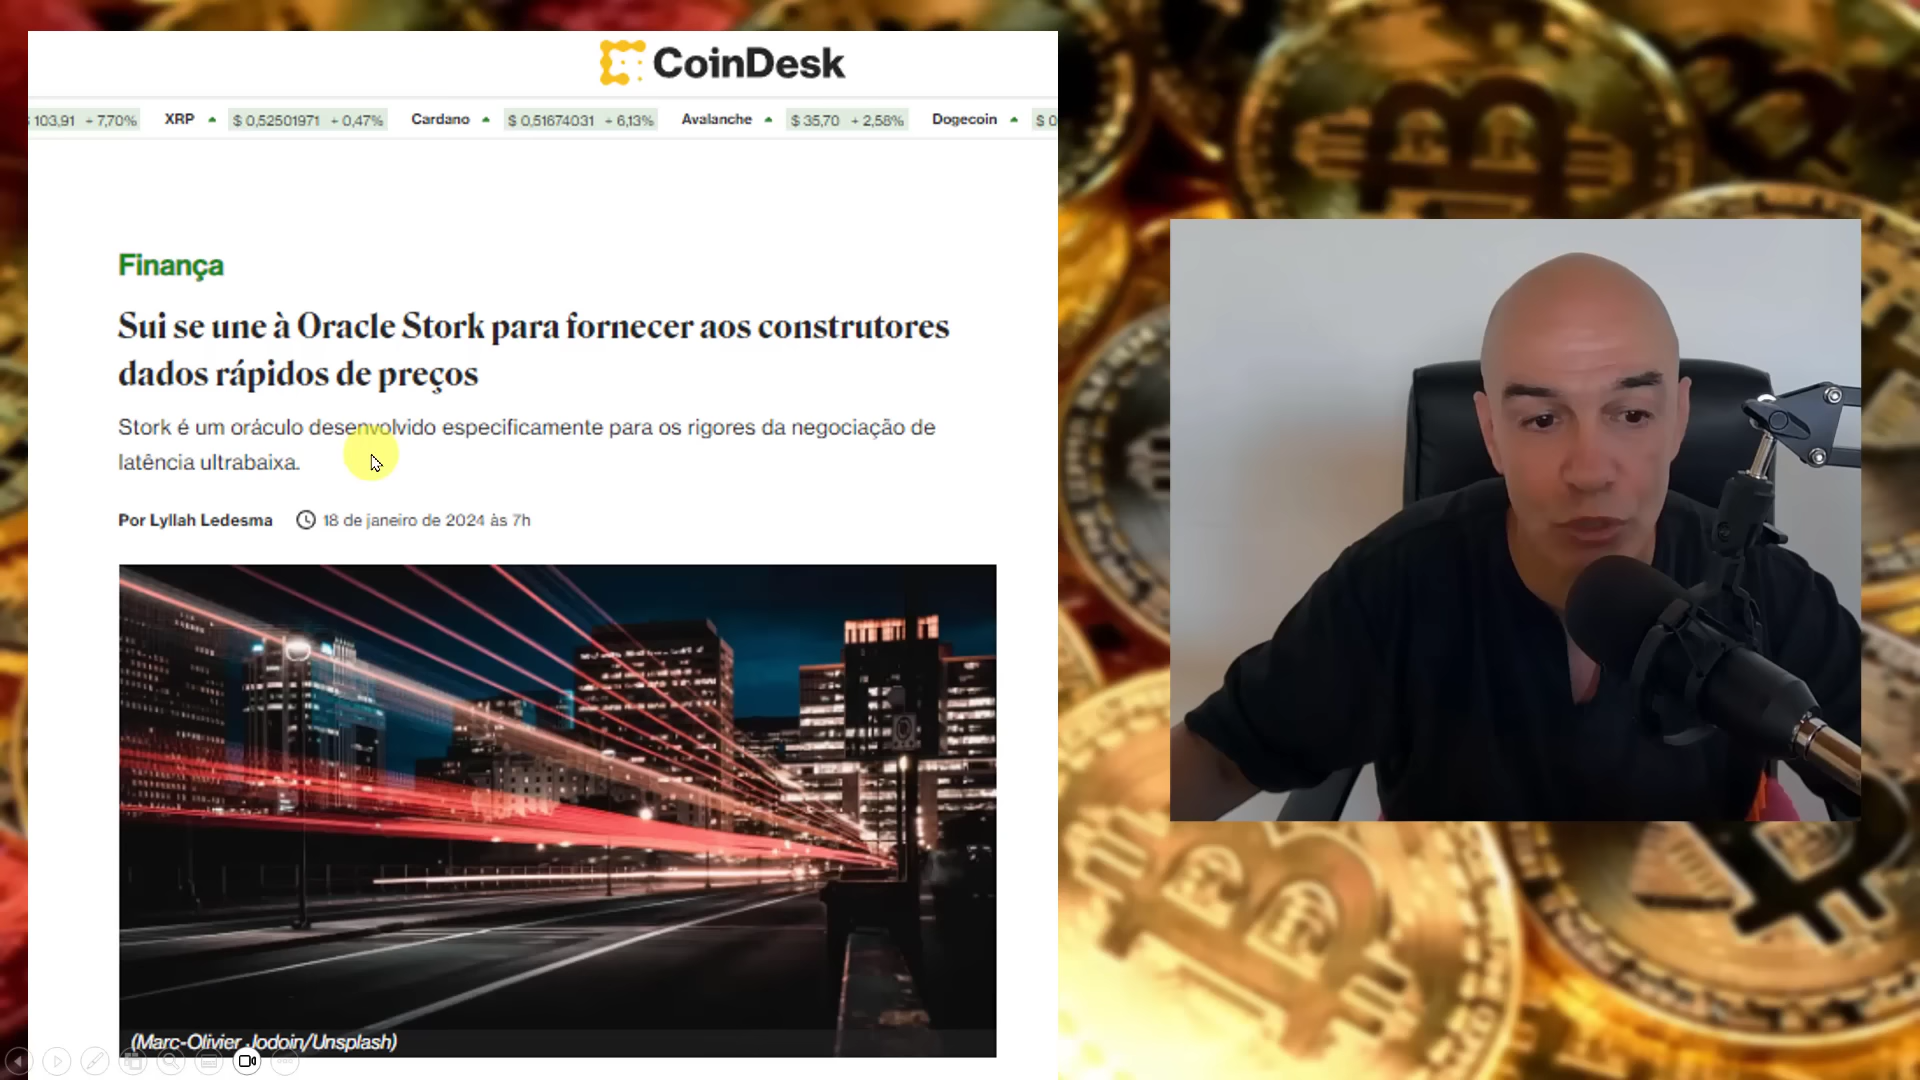 CoinDesk
103,91 + 7,70% XRP $ 0,52501971 + 0,47% Cardano $ 0,51674031 + 6,13% Avalanche $ 35,70 + 2,58% Dogecoin $ 0
Finança
Sui se une à Oracle Stork para fornecer aos construtores
dados rápidos de preços
Stork é um oráculo desenvolvido especificamente para os rigores da negociação de
latência ultrabaixa.
Por Lyllah Ledesma 18 de janeiro de 2024 às 7h
(Marc-Olivier Jodoin/Unsplash)